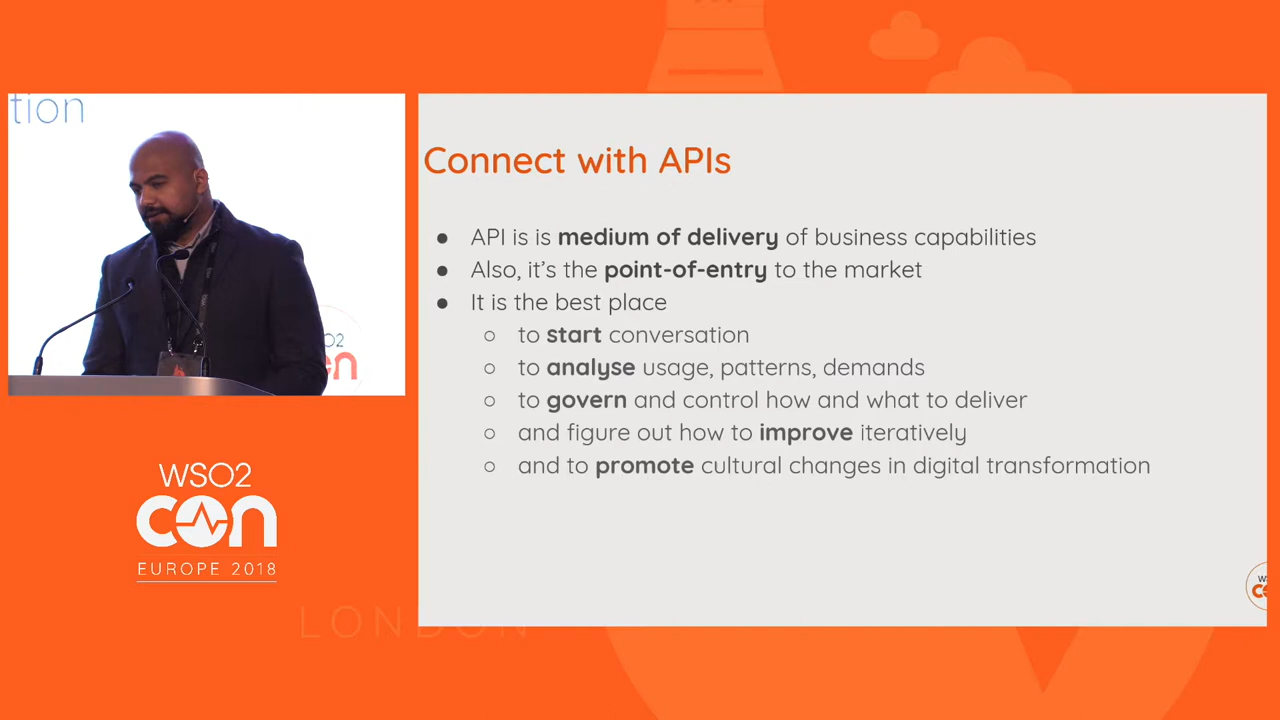 tion
Connect with APIs
● API is is medium of delivery of business capabilities
● Also, it's the point-of-entry to the market
● It is the best place
○ to start conversation
○ to analyse usage, patterns, demands
○ to govern and control how and what to deliver
○ and figure out how to improve iteratively
○ and to promote cultural changes in digital transformation
WSO2
con
EUROPE 2018
LONDON